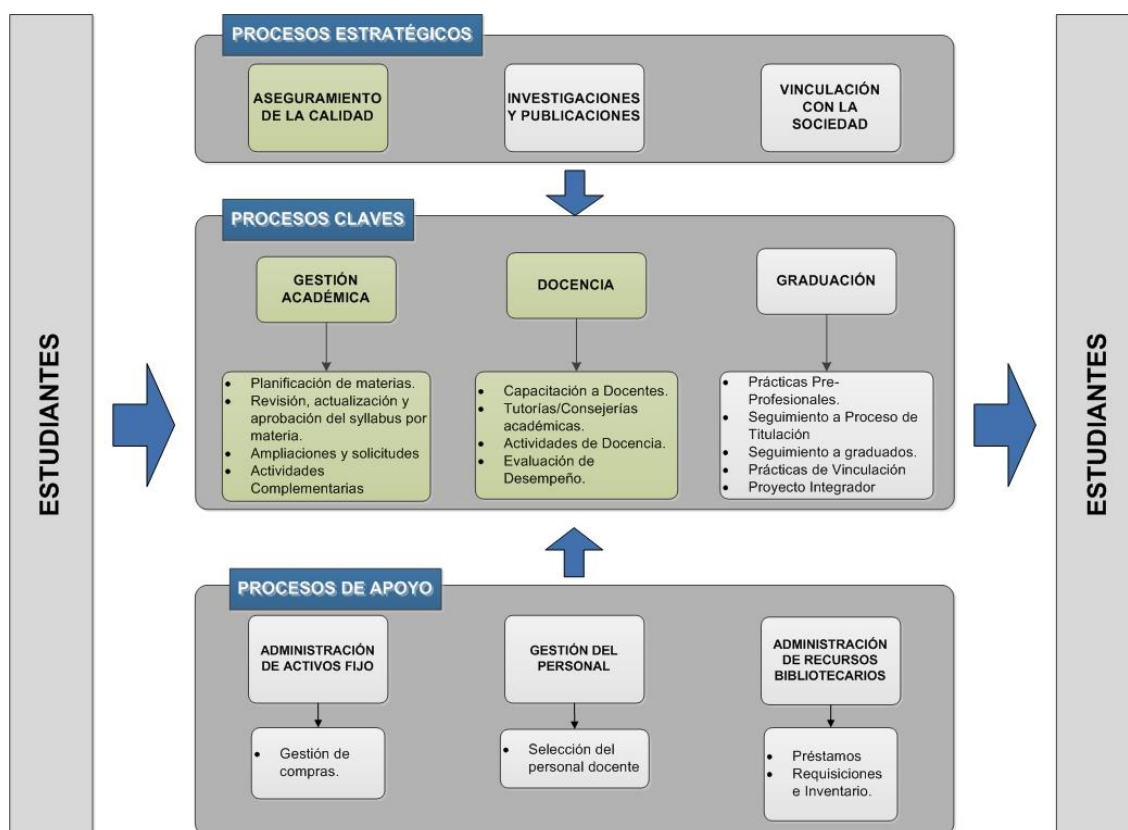 PROCESOS ESTRATÉGICOS
ASEGURAMIENTO
DE LA CALIDAD
INVESTIGACIONES
Y PUBLICACIONES
VINCULACIÓN
CON LA
SOCIEDAD
PROCESOS CLAVES
GESTIÓN
ACADÉMICA
DOCENCIA
GRADUACIÓN
• Planificación de materias.
• Revisión, actualización y
aprobación del syllabus por
materia.
• Ampliaciones y solicitudes
• Actividades
Complementarias
• Capacitación a Docentes.
• Tutorías/Consejerías
académicas.
• Actividades de Docencia.
• Evaluación de
Desempeño.
• Prácticas Pre-
Profesionales.
• Seguimiento a Proceso de
Titulación
• Seguimiento a graduados.
• Prácticas de Vinculación
• Proyecto Integrador
ESTUDIANTES
ESTUDIANTES
PROCESOS DE APOYO
ADMINISTRACIÓN
DE ACTIVOS FIJO
GESTIÓN DEL
PERSONAL
ADMINISTRACIÓN
DE RECURSOS
BIBLIOTECARIOS
• Gestión de
compras.
• Selección del
personal docente
• Préstamos
• Requisiciones
e Inventario.